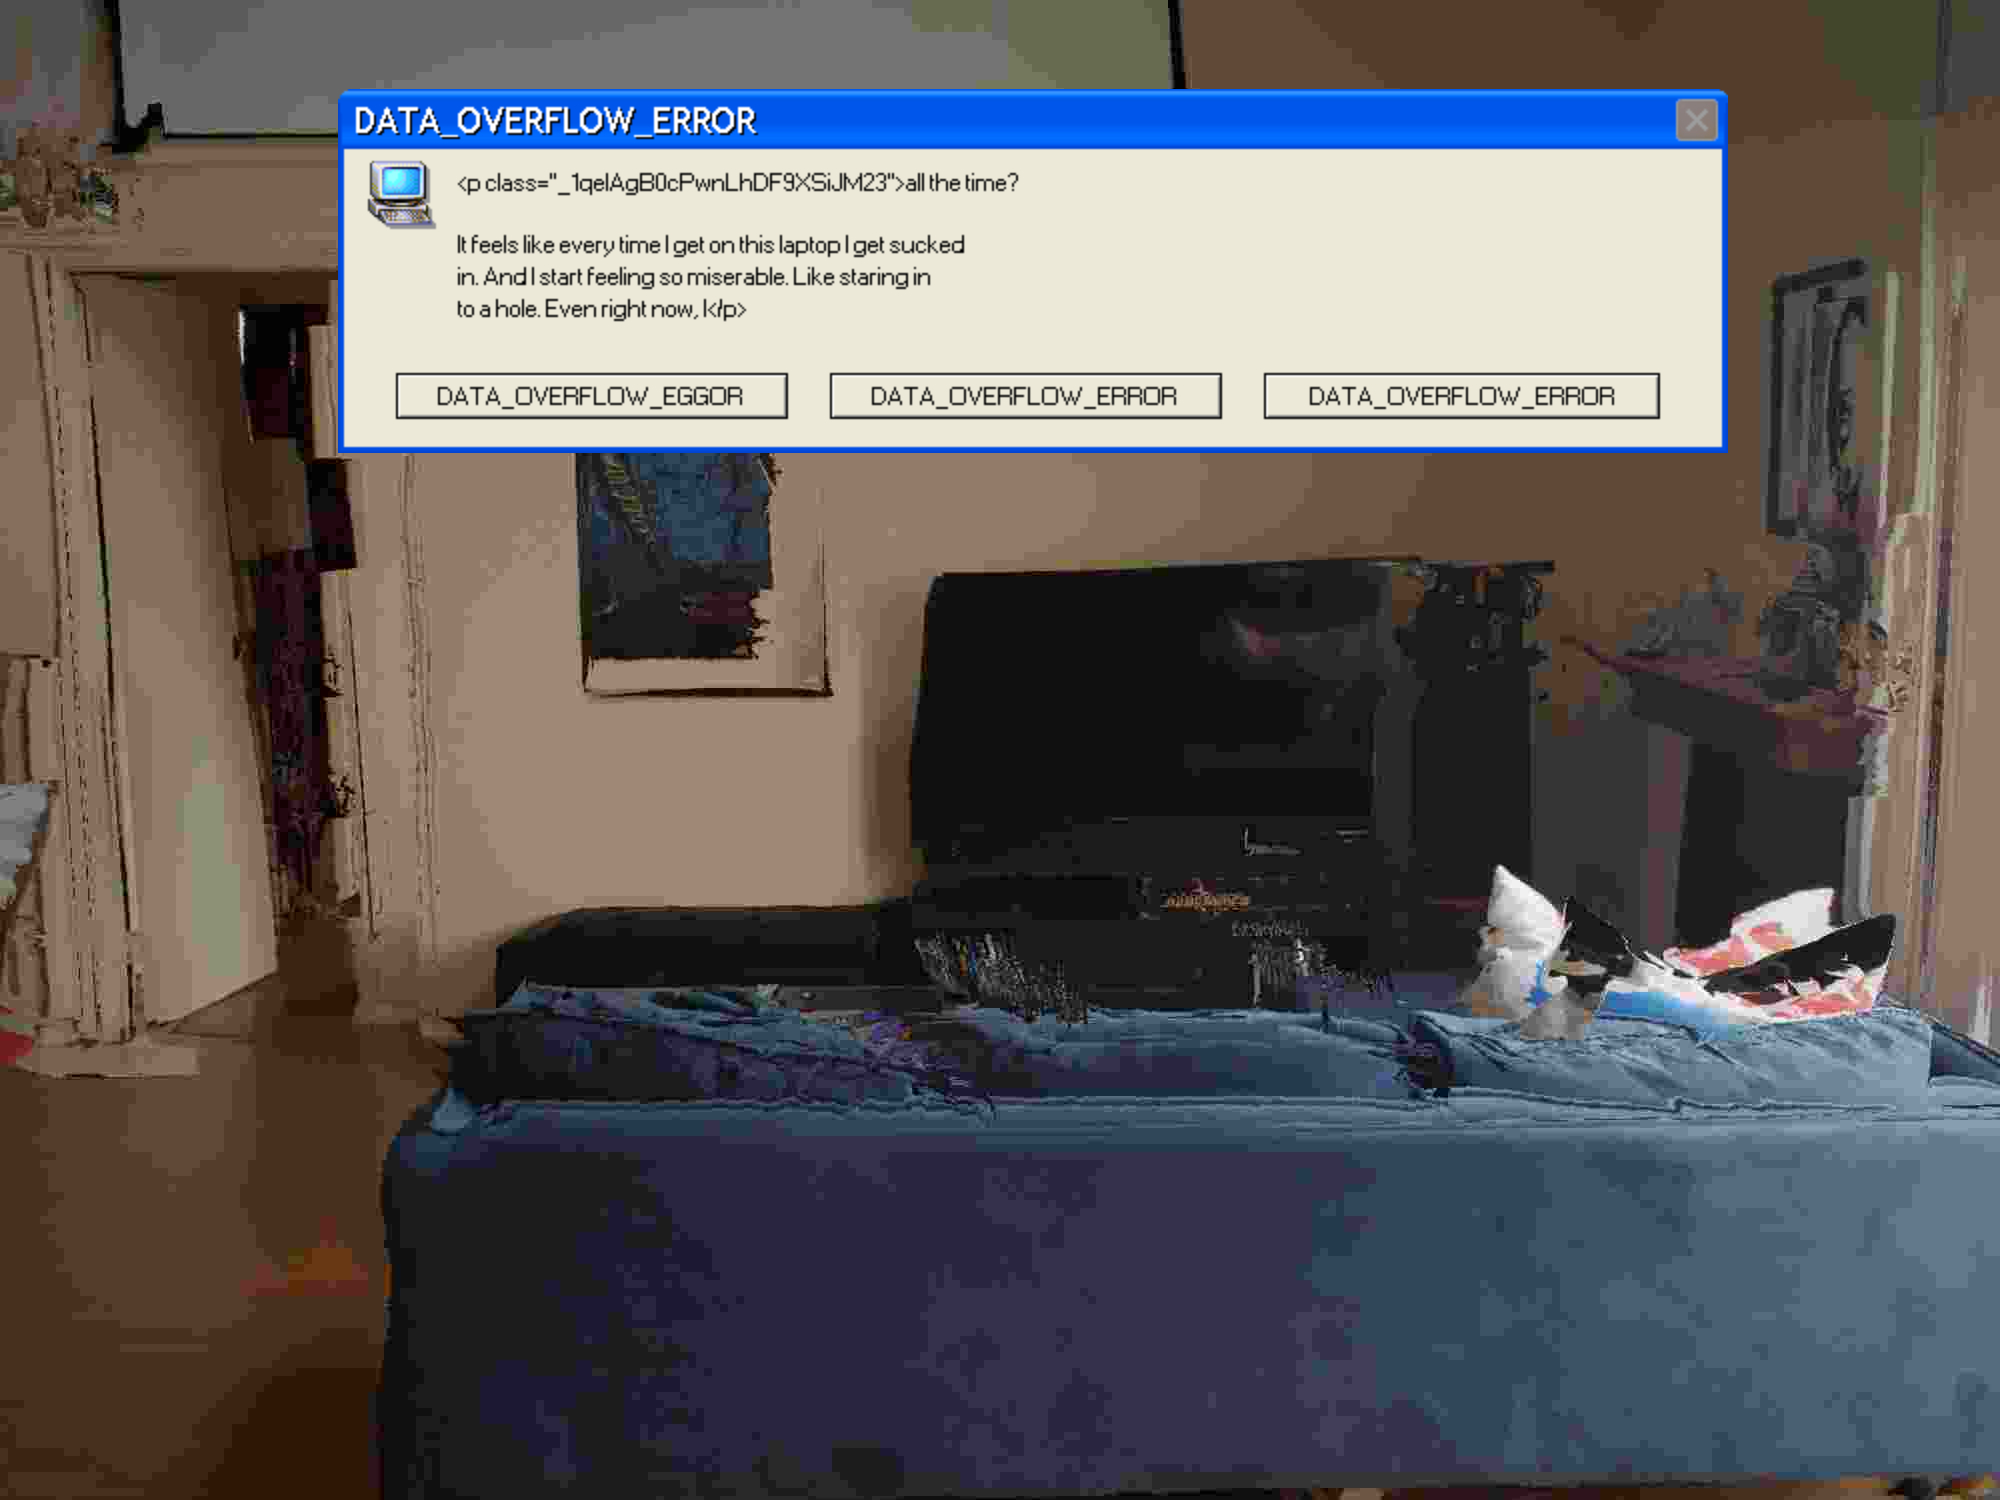 DATA_OVERFLOW_ERROR
<p class="_1qelAgB0cPwnLhDF9XSiJM23">all the time?
It feels like every time I get on this laptop I get sucked
in. And I start feeling so miserable. Like staring in
to a hole. Even right now, I</p>
DATA_OVERFLOW_EGGOR
DATA_OVERFLOW_ERROR
DATA_OVERFLOW_ERROR